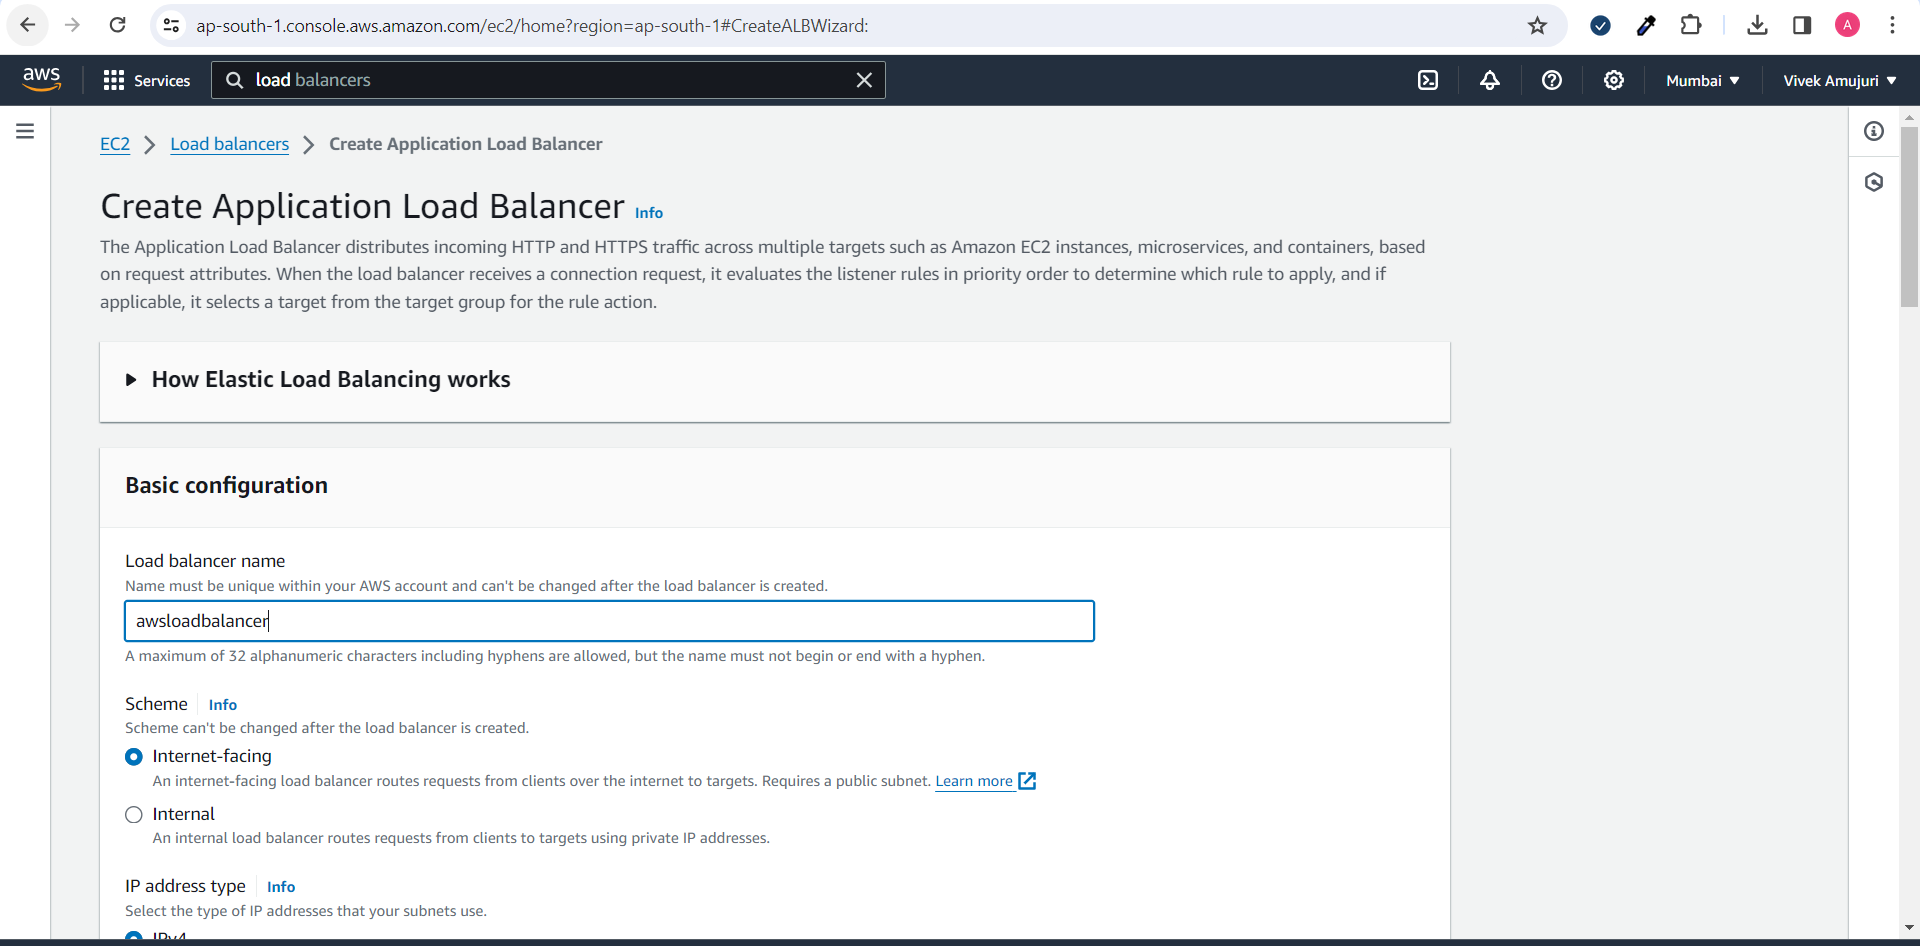 ap-south-1.console.aws.amazon.com/ec2/home?region=ap-south-1#CreateALBWizard:
A
aws
Services
load balancers
Mumbai
Vivek Amujuri
EC2
Load balancers
Create Application Load Balancer
Create Application Load Balancer Info
The Application Load Balancer distributes incoming HTTP and HTTPS traffic across multiple targets such as Amazon EC2 instances, microservices, and containers, based
on request attributes. When the load balancer receives a connection request, it evaluates the listener rules in priority order to determine which rule to apply, and if
applicable, it selects a target from the target group for the rule action.
How Elastic Load Balancing works
Basic configuration
Load balancer name
Name must be unique within your AWS account and can't be changed after the load balancer is created.
awsloadbalancer
A maximum of 32 alphanumeric characters including hyphens are allowed, but the name must not begin or end with a hyphen.
Scheme Info
Scheme can't be changed after the load balancer is created.
Internet-facing
An internet-facing load balancer routes requests from clients over the internet to targets. Requires a public subnet. Learn more
Internal
An internal load balancer routes requests from clients to targets using private IP addresses.
IP address type Info
Select the type of IP addresses that your subnets use.
IPv4